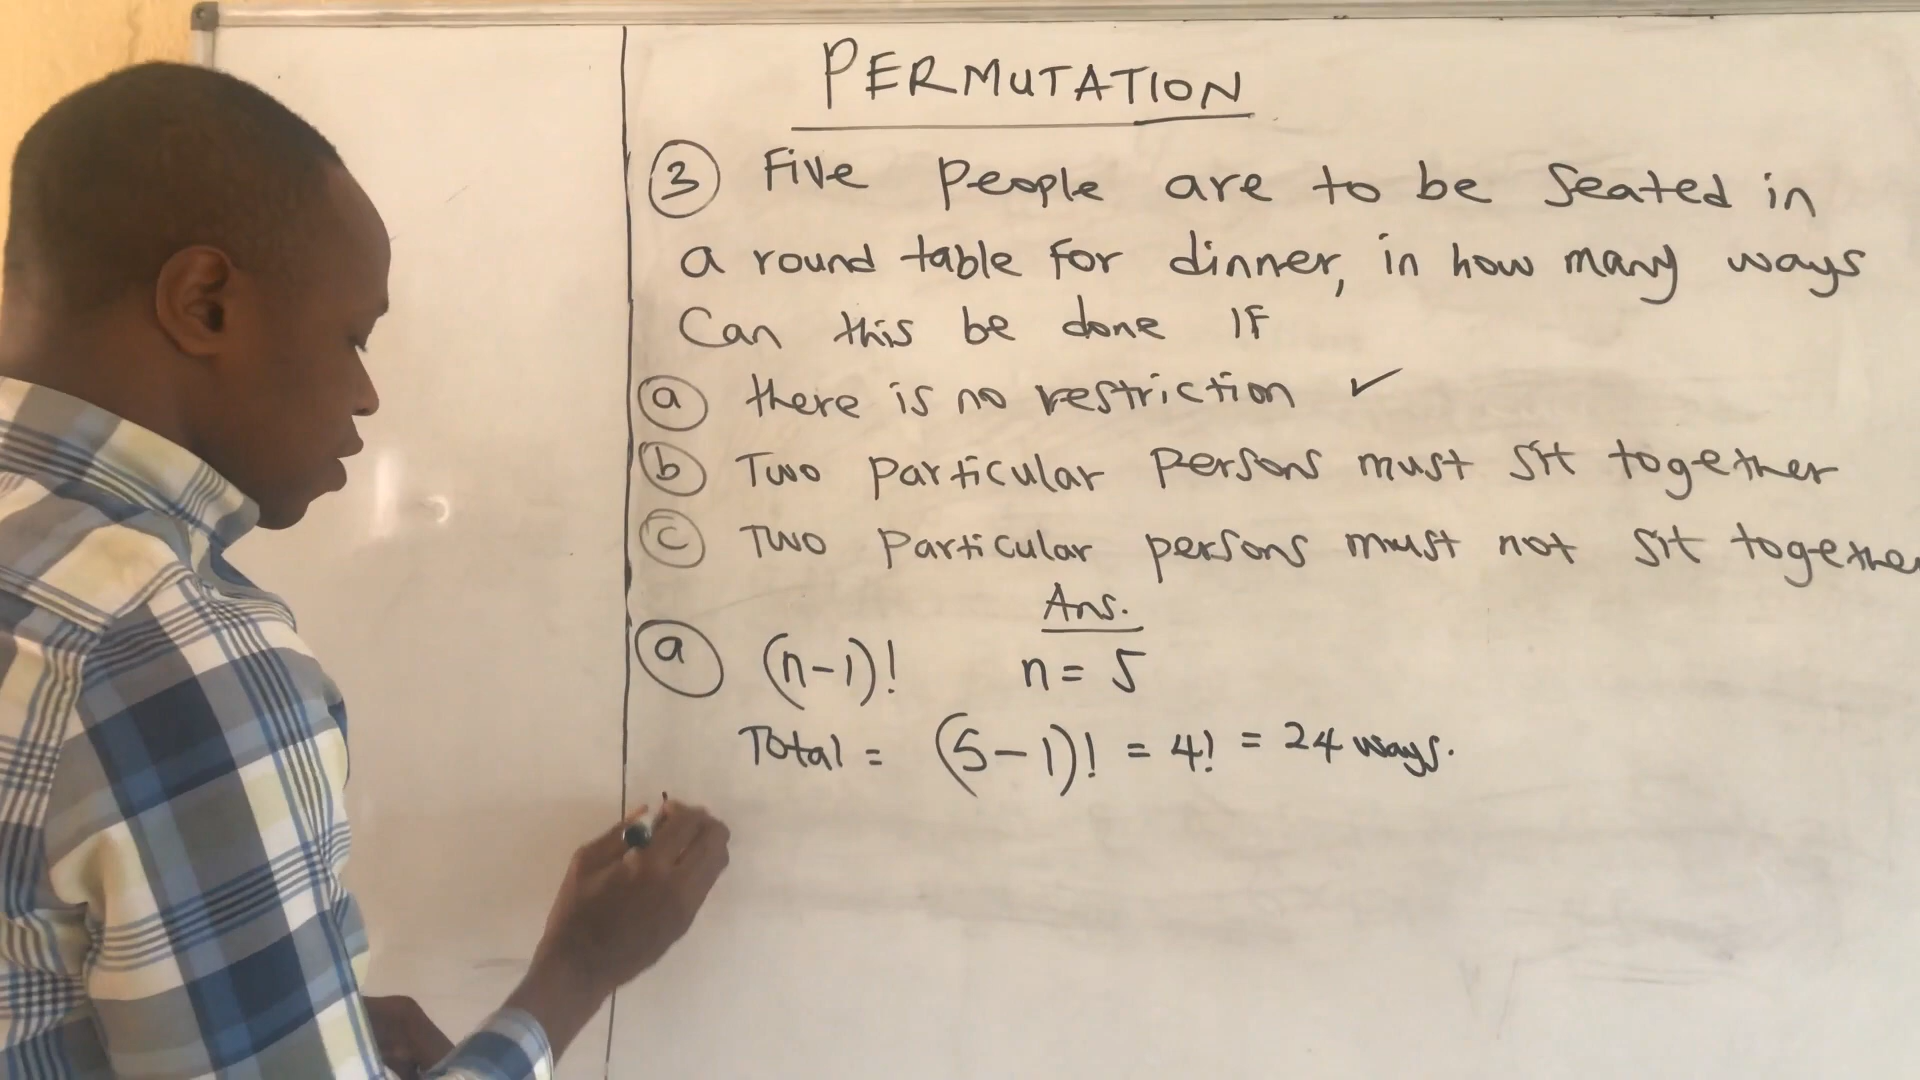 PERMUTATION
3 Five people are to be seated in
a round table for dinner, in how many ways
Can this be done IF
a there is no restriction ✓
b Two particular persons must sit together
c Two particular persons must not sit together
Ans.
a (n-1)! n = 5
Total = (5-1)! = 4! = 24 ways.